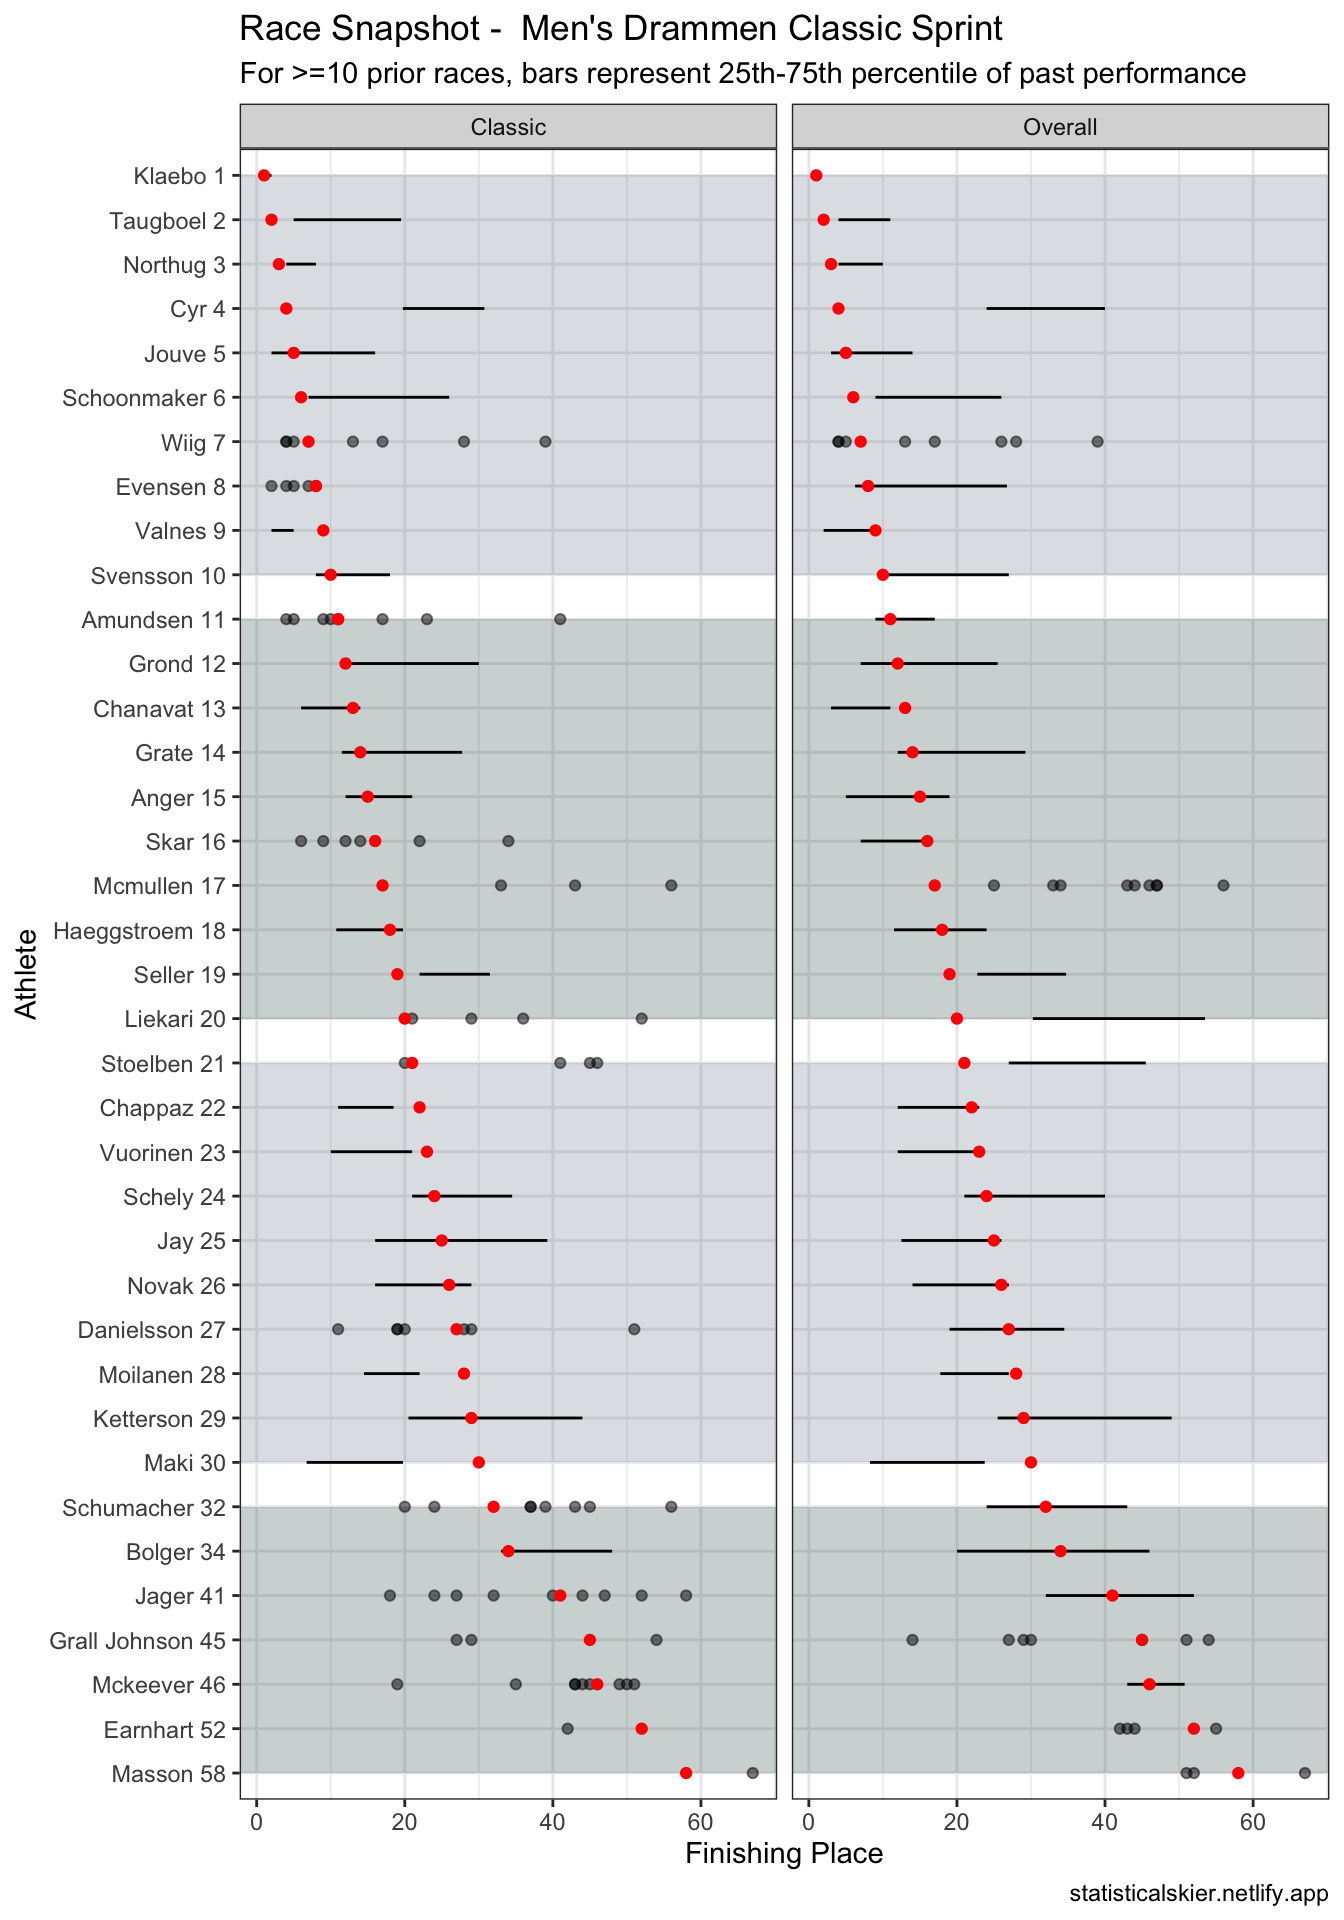 Race Snapshot -  Men's Drammen Classic Sprint
For >=10 prior races, bars represent 25th-75th percentile of past performance
Classic
Overall
Athlete
Klaebo 1
Taugboel 2
Northug 3
Cyr 4
Jouve 5
Schoonmaker 6
Wiig 7
Evensen 8
Valnes 9
Svensson 10
Amundsen 11
Grond 12
Chanavat 13
Grate 14
Anger 15
Skar 16
Mcmullen 17
Haeggstroem 18
Seller 19
Liekari 20
Stoelben 21
Chappaz 22
Vuorinen 23
Schely 24
Jay 25
Novak 26
Danielsson 27
Moilanen 28
Ketterson 29
Maki 30
Schumacher 32
Bolger 34
Jager 41
Grall Johnson 45
Mckeever 46
Earnhart 52
Masson 58
0 20 40 60
0 20 40 60
Finishing Place
statisticalskier.netlify.app